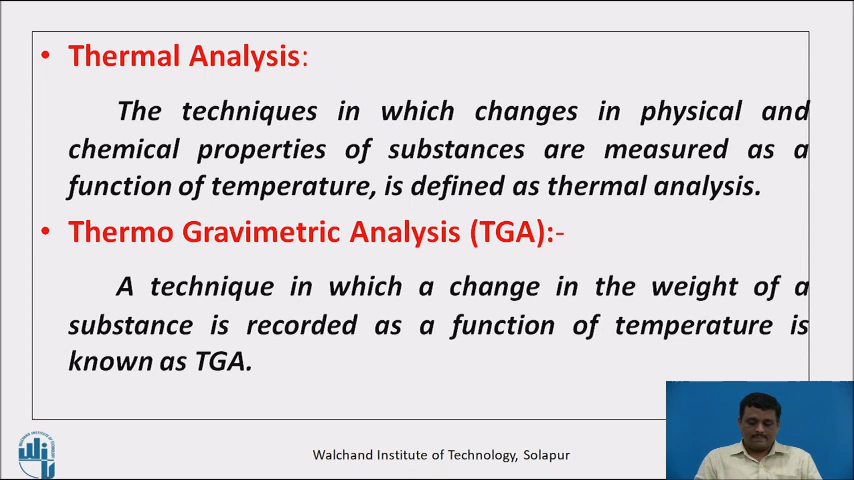 • Thermal Analysis:
The techniques in which changes in physical and
chemical properties of substances are measured as a
function of temperature, is defined as thermal analysis.
• Thermo Gravimetric Analysis (TGA):-
A technique in which a change in the weight of a
substance is recorded as a function of temperature is
known as TGA.
Walchand Institute of Technology, Solapur